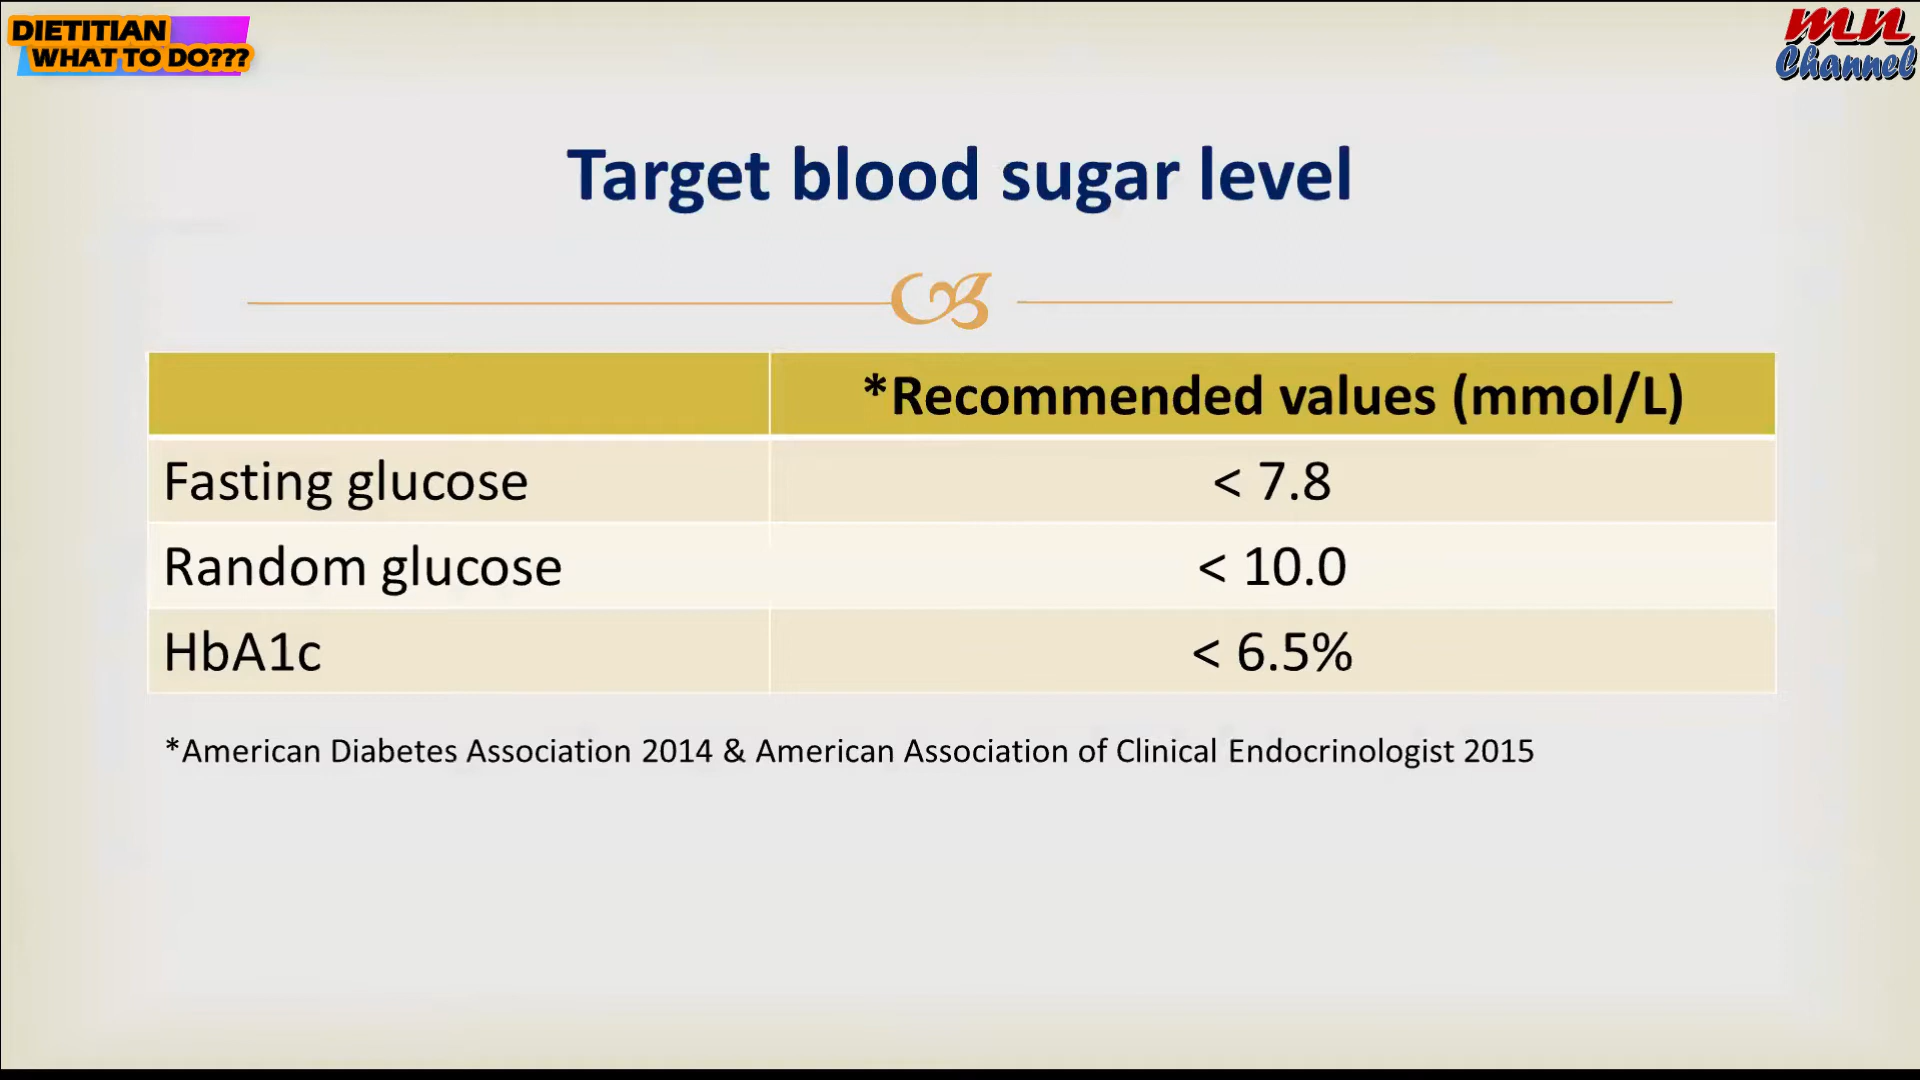 DIETITIAN
WHAT TO DO???
mn
Channel
Target blood sugar level
*Recommended values (mmol/L)
Fasting glucose < 7.8
Random glucose < 10.0
HbA1c < 6.5%
*American Diabetes Association 2014 & American Association of Clinical Endocrinologist 2015